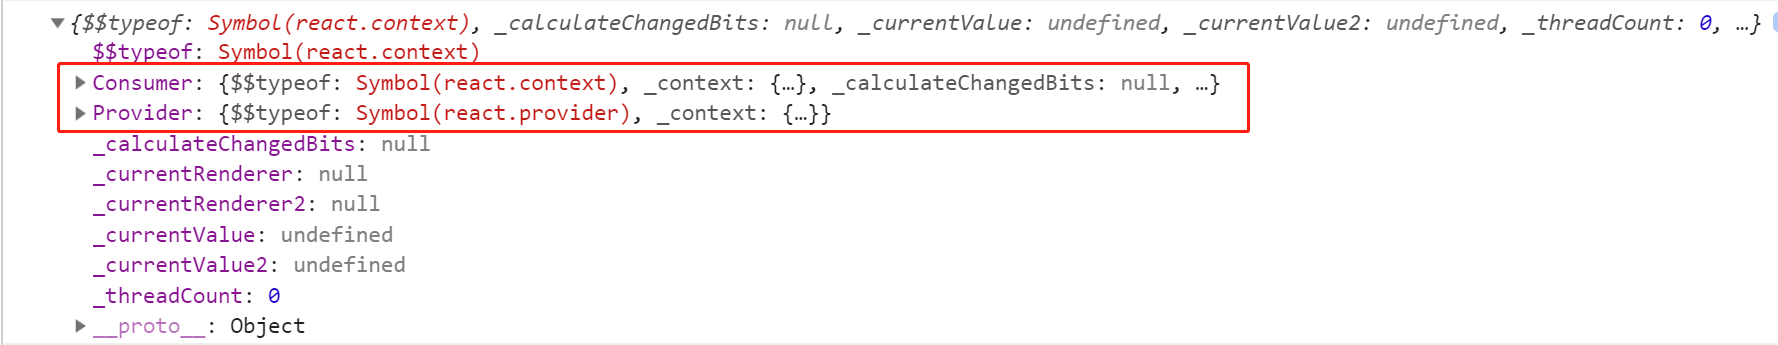 {$$typeof: Symbol(react.context), _calculateChangedBits: null, _currentValue: undefined, _currentValue2: undefined, _threadCount: 0, …}
$$typeof: Symbol(react.context)
Consumer: {$$typeof: Symbol(react.context), _context: {…}, _calculateChangedBits: null, …}
Provider: {$$typeof: Symbol(react.provider), _context: {…}}
_calculateChangedBits: null
_currentRenderer: null
_currentRenderer2: null
_currentValue: undefined
_currentValue2: undefined
_threadCount: 0
__proto__: Object